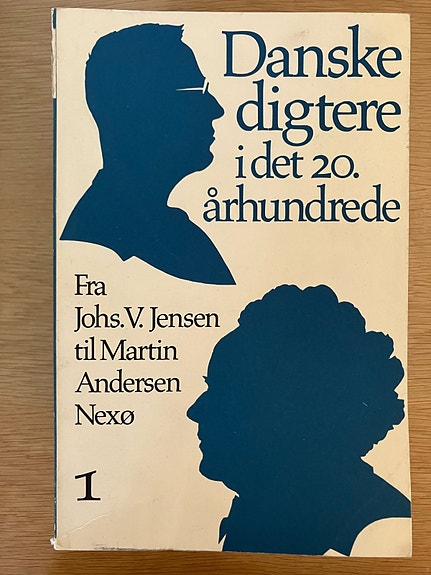 Danske
digtere
i det 20.
århundrede
Fra
Johs. V. Jensen
til Martin
Andersen
Nexø
1